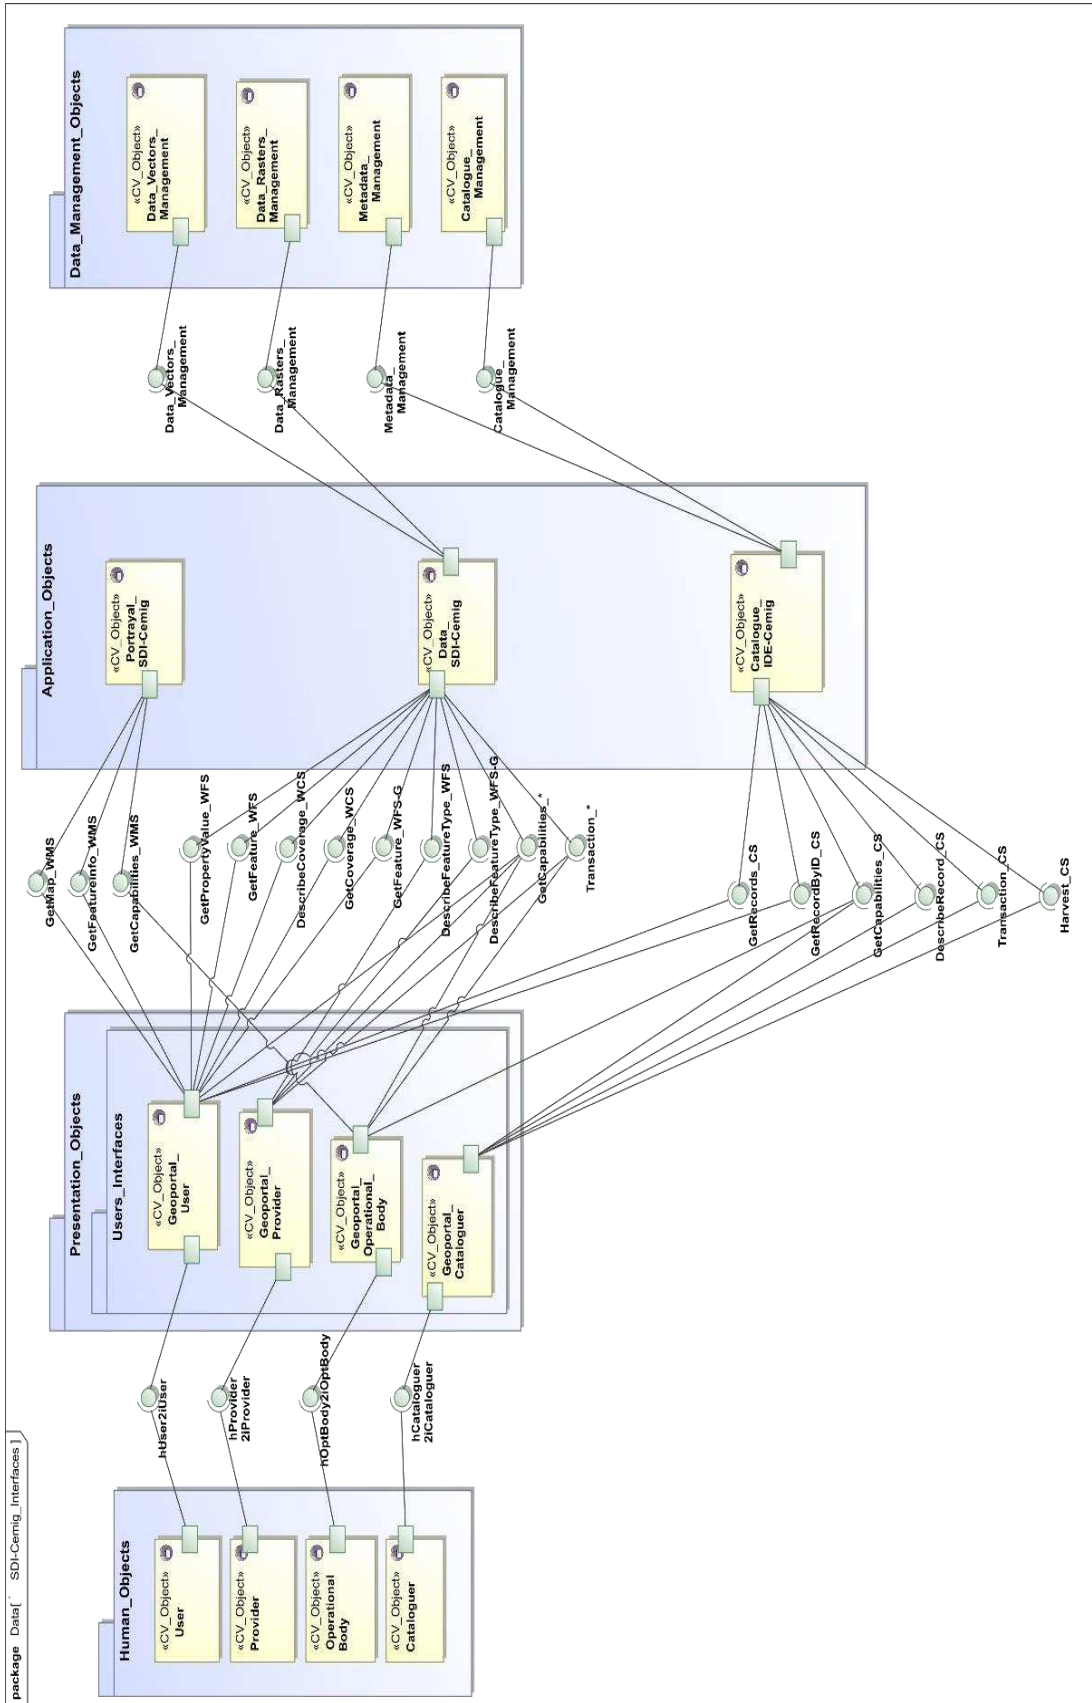 package Data[ SDI-Cemig_Interfaces ]
Human_Objects
«CV_Object»
User
«CV_Object»
Provider
«CV_Object»
Operational
Body
«CV_Object»
Cataloguer
hUser2iUser
hProvider
2iProvider
hOptBody2iOptBody
hCataloguer
2iCataloguer
Presentation_Objects
Users_Interfaces
«CV_Object»
Geoportal_
User
«CV_Object»
Geoportal_
Provider
«CV_Object»
Geoportal_
Operational_
Body
«CV_Object»
Geoportal_
Cataloguer
GetMap_WMS
GetFeatureInfo_WMS
GetCapabilities_WMS
GetPropertyValue_WFS
GetFeature_WFS
DescribeCoverage_WCS
GetCoverage_WCS
GetFeature_WFS-G
DescribeFeatureType_WFS
DescribeFeatureType_WFS-G
GetCapabilities_*
Transaction_*
GetRecords_CS
GetRecordByID_CS
GetCapabilities_CS
DescribeRecord_CS
Transaction_CS
Harvest_CS
Application_Objects
«CV_Object»
Portrayal_
SDI-Cemig
«CV_Object»
Data_
SDI-Cemig
«CV_Object»
Catalogue_
IDE-Cemig
Data_Vectors_
Management
Data_Rasters_
Management
Metadata_
Management
Catalogue_
Management
Data_Management_Objects
«CV_Object»
Data_Vectors_
Management
«CV_Object»
Data_Rasters_
Management
«CV_Object»
Metadata_
Management
«CV_Object»
Catalogue_
Management